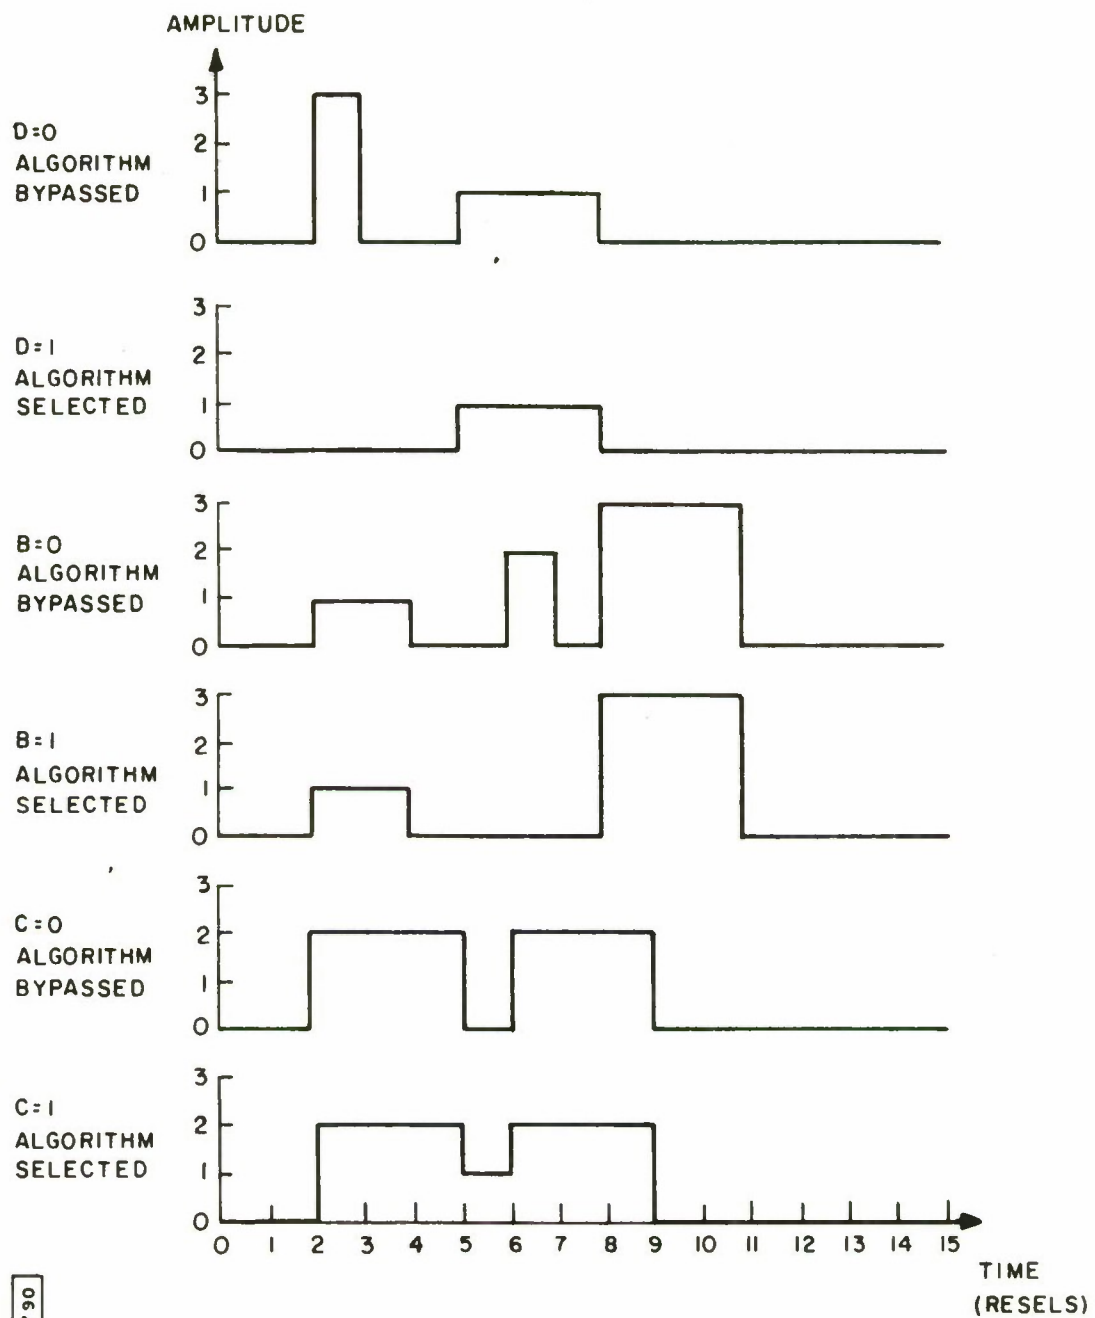 AMPLITUDE
3
2
1
0
D=0
ALGORITHM
BYPASSED
3
2
1
0
D=1
ALGORITHM
SELECTED
3
2
1
0
B=0
ALGORITHM
BYPASSED
3
2
1
0
B=1
ALGORITHM
SELECTED
3
2
1
0
C=0
ALGORITHM
BYPASSED
3
2
1
0
C=1
ALGORITHM
SELECTED
0 1 2 3 4 5 6 7 8 9 10 11 12 13 14 15
TIME
(RESELS)